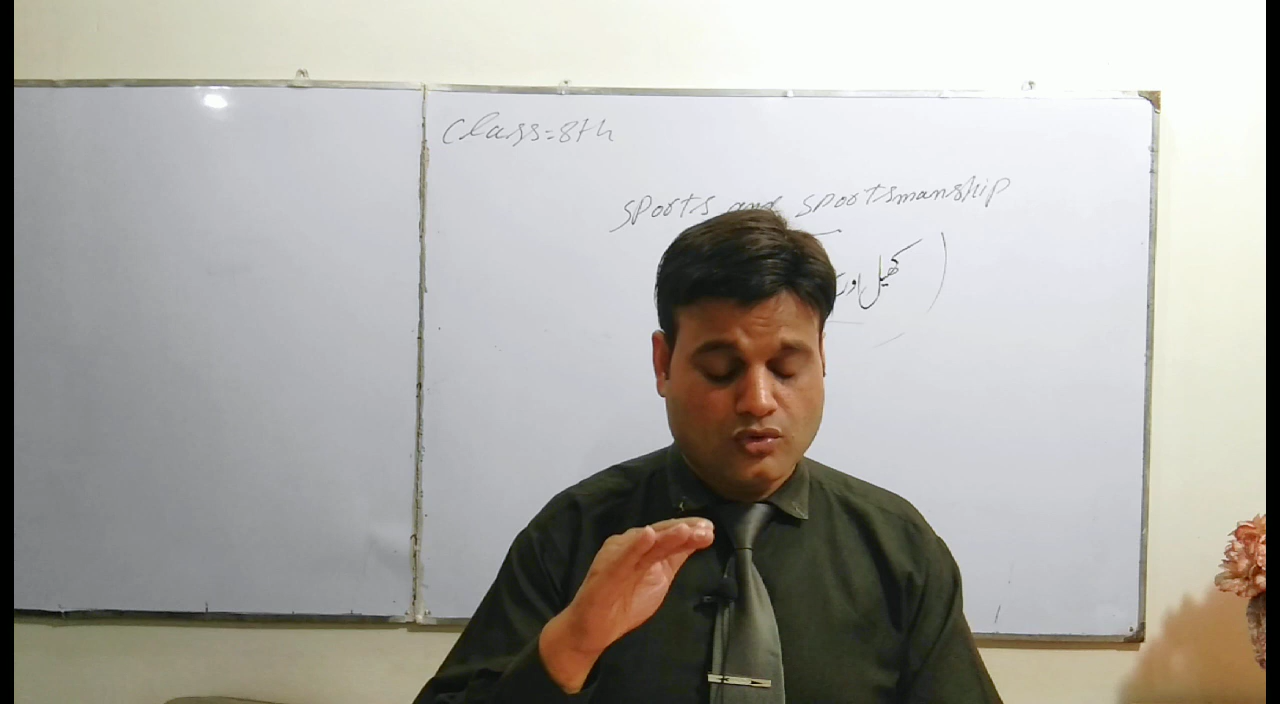 Class=8th
Sports and Sportsmanship
(کھیل اور